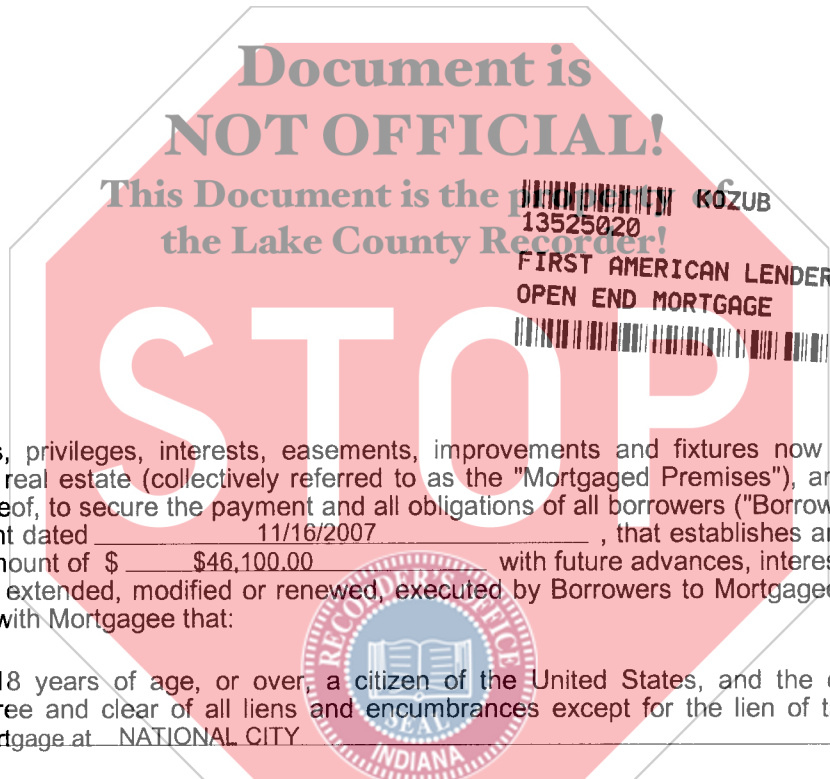 Document is
NOT OFFICIAL!
This Document is the property of
the Lake County Recorder!
KOZUB
13525020
FIRST AMERICAN LENDER
OPEN END MORTGAGE
STOP
s, privileges, interests, easements, improvements and fixtures now
real estate (collectively referred to as the "Mortgaged Premises"), an
eof, to secure the payment and all obligations of all borrowers ("Borrow
nt dated 11/16/2007 , that establishes an
nount of $ $46,100.00 with future advances, interes
extended, modified or renewed, executed by Borrowers to Mortgagee
with Mortgagee that:
RECORDER'S OFFICE
18 years of age, or over, a citizen of the United States, and the
ree and clear of all liens and encumbrances except for the lien of t
SEAL
rtgage at NATIONAL CITY
INDIANA